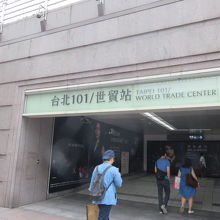 台北101/世貿站 TAIPEI 101/
WORLD TRADE CENTER